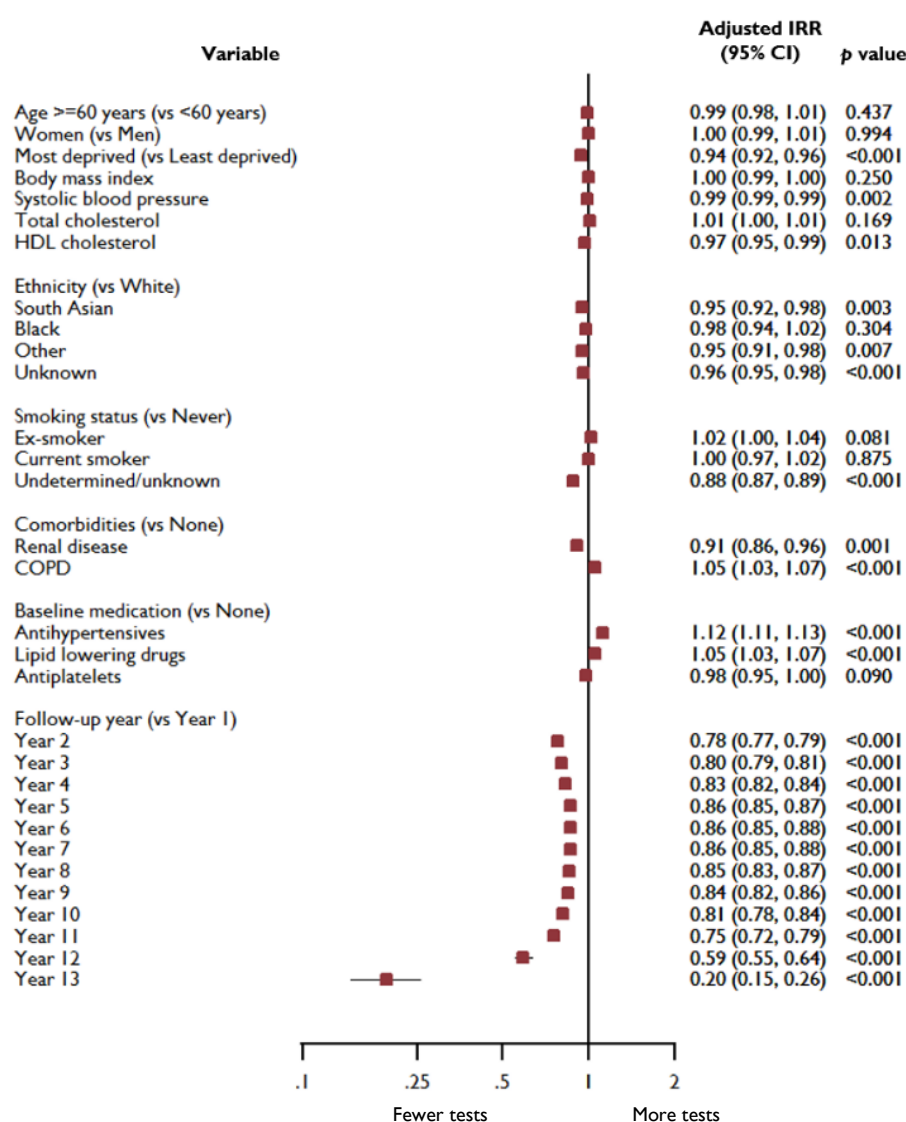 Variable Adjusted IRR (95% CI) p value
Age >=60 years (vs <60 years) 0.99 (0.98, 1.01) 0.437
Women (vs Men) 1.00 (0.99, 1.01) 0.994
Most deprived (vs Least deprived) 0.94 (0.92, 0.96) <0.001
Body mass index 1.00 (0.99, 1.00) 0.250
Systolic blood pressure 0.99 (0.99, 0.99) 0.002
Total cholesterol 1.01 (1.00, 1.01) 0.169
HDL cholesterol 0.97 (0.95, 0.99) 0.013
Ethnicity (vs White)
South Asian 0.95 (0.92, 0.98) 0.003
Black 0.98 (0.94, 1.02) 0.304
Other 0.95 (0.91, 0.98) 0.007
Unknown 0.96 (0.95, 0.98) <0.001
Smoking status (vs Never)
Ex-smoker 1.02 (1.00, 1.04) 0.081
Current smoker 1.00 (0.97, 1.02) 0.875
Undetermined/unknown 0.88 (0.87, 0.89) <0.001
Comorbidities (vs None)
Renal disease 0.91 (0.86, 0.96) 0.001
COPD 1.05 (1.03, 1.07) <0.001
Baseline medication (vs None)
Antihypertensives 1.12 (1.11, 1.13) <0.001
Lipid lowering drugs 1.05 (1.03, 1.07) <0.001
Antiplatelets 0.98 (0.95, 1.00) 0.090
Follow-up year (vs Year 1)
Year 2 0.78 (0.77, 0.79) <0.001
Year 3 0.80 (0.79, 0.81) <0.001
Year 4 0.83 (0.82, 0.84) <0.001
Year 5 0.86 (0.85, 0.87) <0.001
Year 6 0.86 (0.85, 0.88) <0.001
Year 7 0.86 (0.85, 0.88) <0.001
Year 8 0.85 (0.83, 0.87) <0.001
Year 9 0.84 (0.82, 0.86) <0.001
Year 10 0.81 (0.78, 0.84) <0.001
Year 11 0.75 (0.72, 0.79) <0.001
Year 12 0.59 (0.55, 0.64) <0.001
Year 13 0.20 (0.15, 0.26) <0.001
.1 .25 .5 1 2
Fewer tests More tests